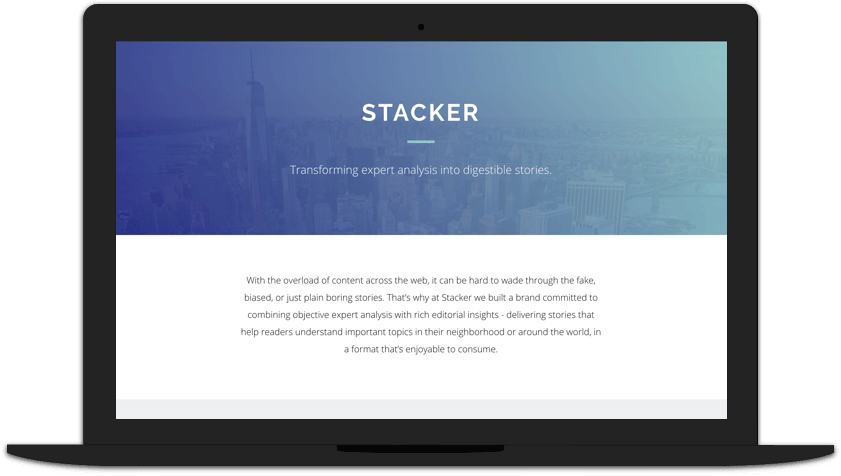 STACKER
Transforming expert analysis into digestible stories.
With the overload of content across the web, it can be hard to wade through the fake,
biased, or just plain boring stories. That's why at Stacker we built a brand committed to
combining objective expert analysis with rich editorial insights - delivering stories that
help readers understand important topics in their neighborhood or around the world, in
a format that's enjoyable to consume.